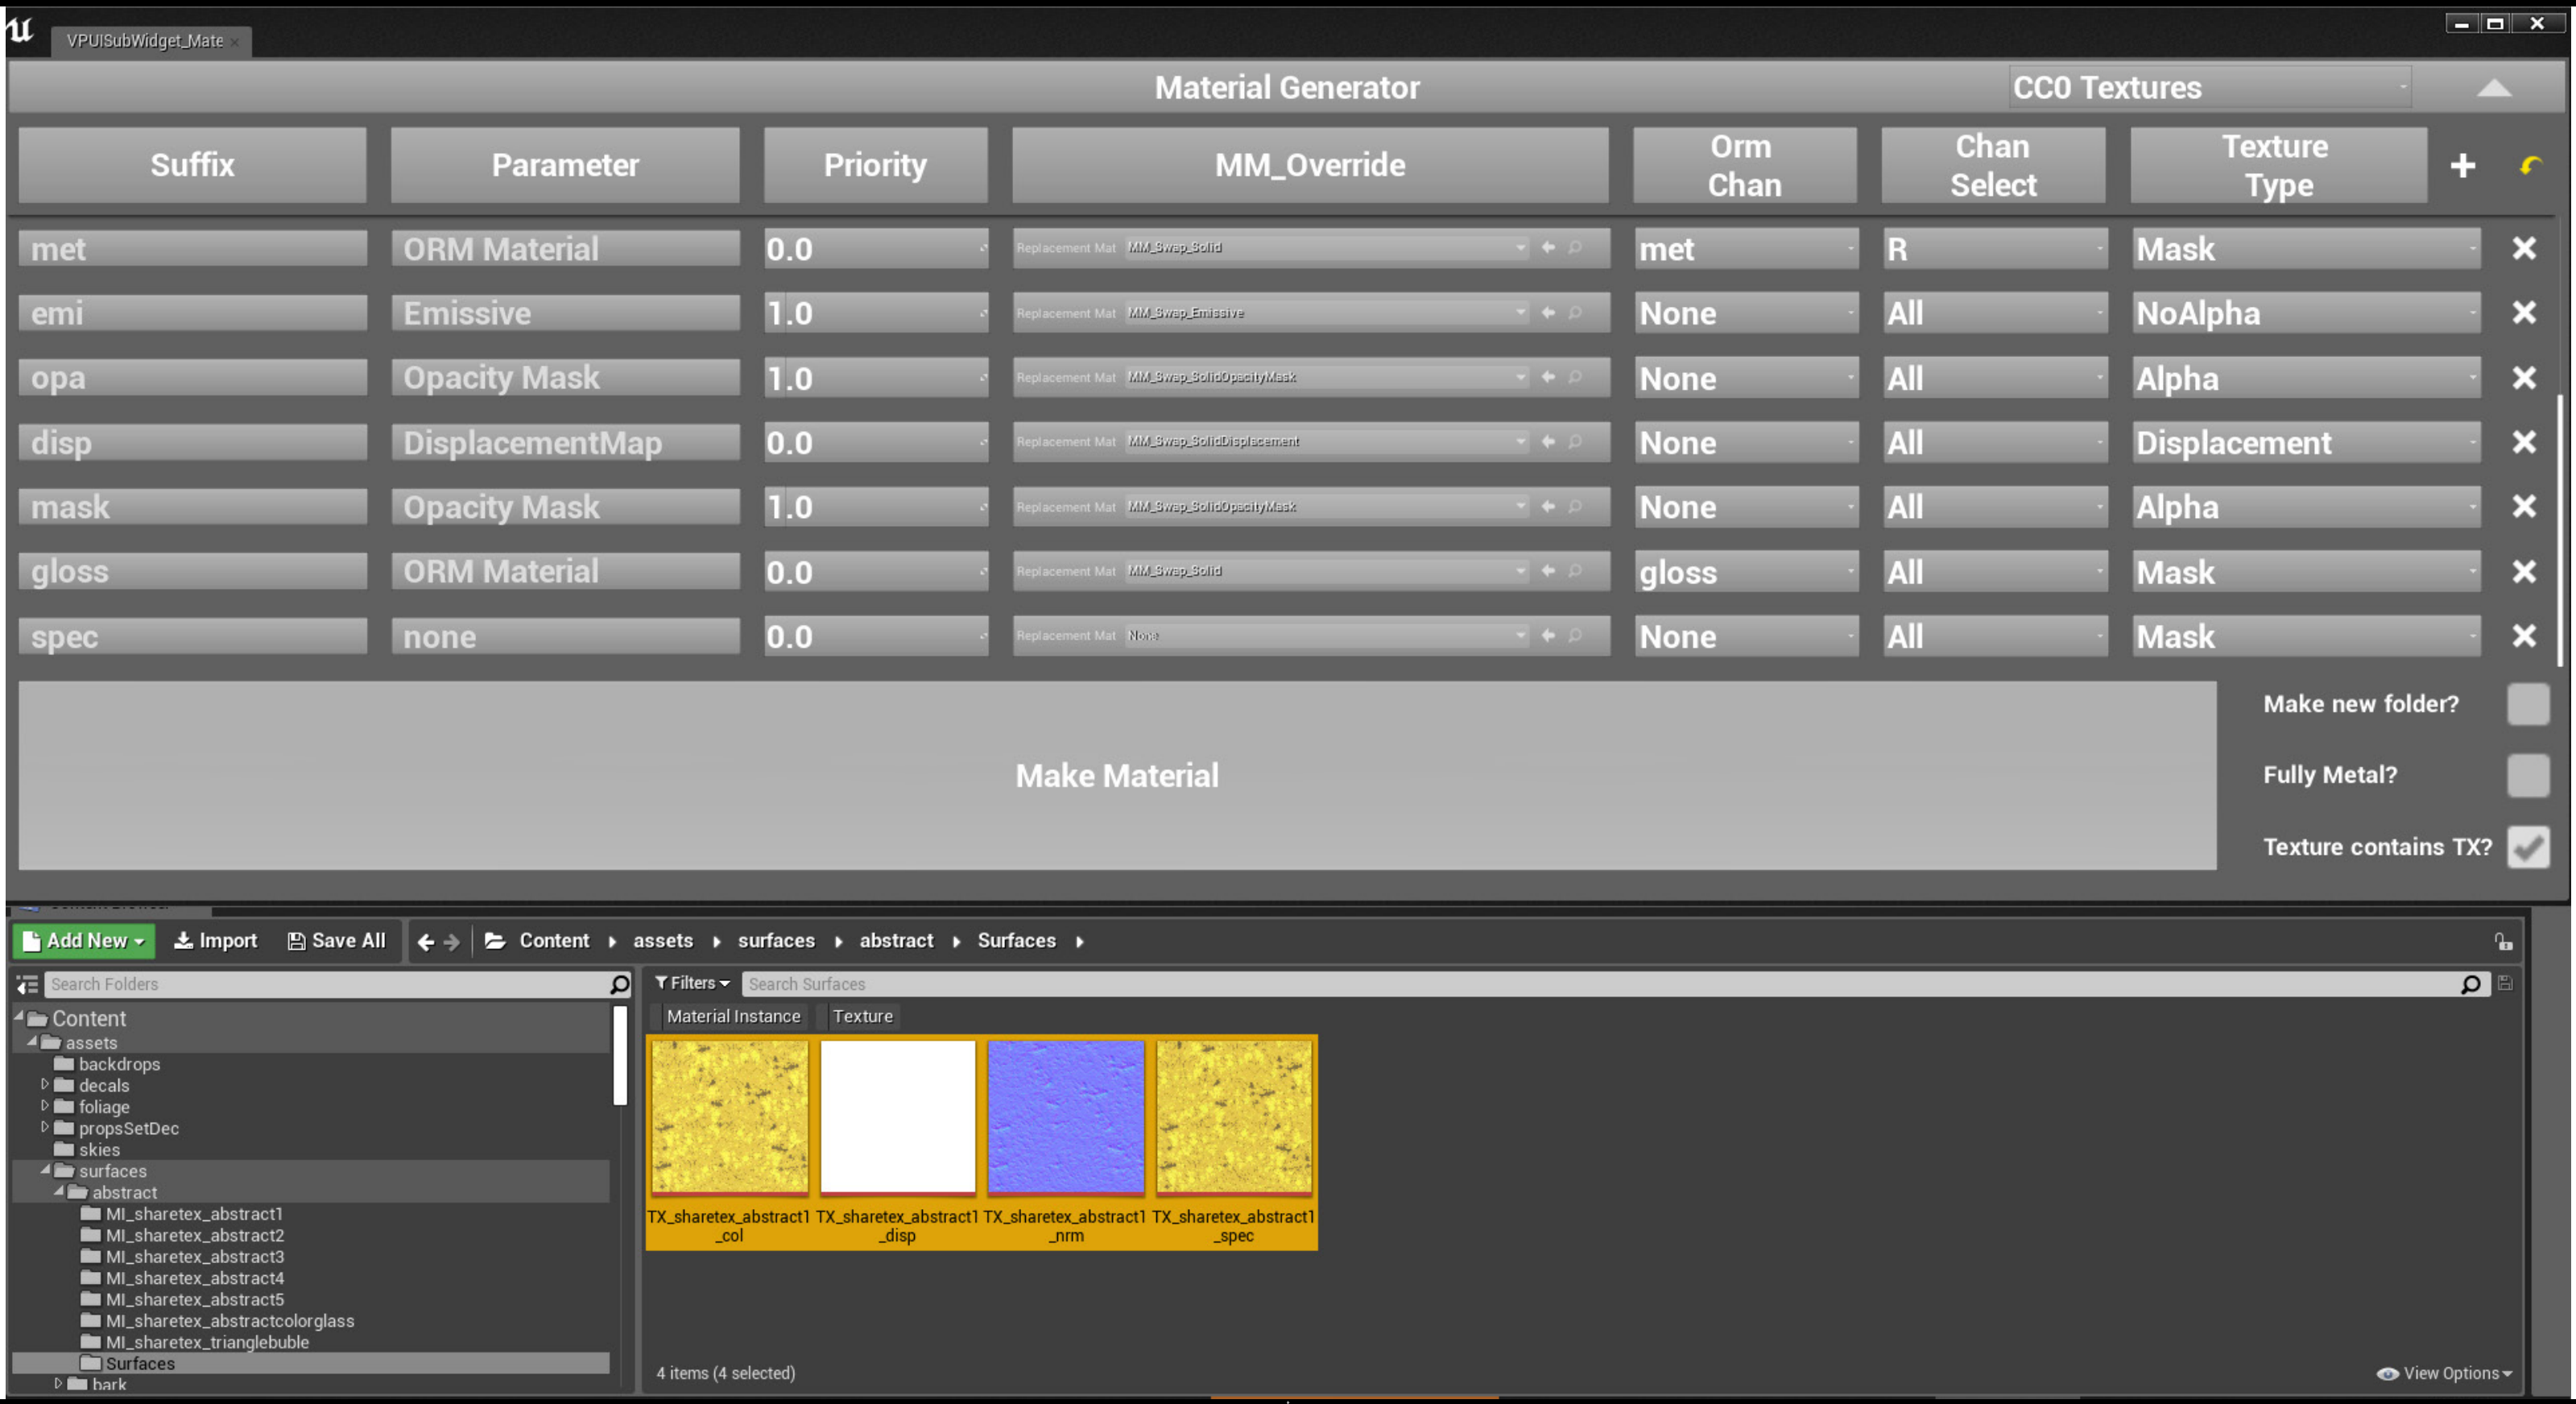 VPUISubWidget_Mate
Material Generator
CC0 Textures
Suffix
Parameter
Priority
MM_Override
Orm
Chan
Chan
Select
Texture
Type
met
ORM Material
0.0
Replacement Mat MM_Swap_Solid
met
R
Mask
emi
Emissive
1.0
Replacement Mat MM_Swap_Emissive
None
All
NoAlpha
opa
Opacity Mask
1.0
Replacement Mat MM_Swap_SolidOpacityMask
None
All
Alpha
disp
DisplacementMap
0.0
Replacement Mat MM_Swap_SolidDisplacement
None
All
Displacement
mask
Opacity Mask
1.0
Replacement Mat MM_Swap_SolidOpacityMask
None
All
Alpha
gloss
ORM Material
0.0
Replacement Mat MM_Swap_Solid
gloss
All
Mask
spec
none
0.0
Replacement Mat None
None
All
Mask
Make Material
Make new folder?
Fully Metal?
Texture contains TX?
Add New
Import
Save All
Content
assets
surfaces
abstract
Surfaces
Search Folders
Content
assets
backdrops
decals
foliage
propsSetDec
skies
surfaces
abstract
MI_sharetex_abstract1
MI_sharetex_abstract2
MI_sharetex_abstract3
MI_sharetex_abstract4
MI_sharetex_abstract5
MI_sharetex_abstractcolorglass
MI_sharetex_trianglebuble
Surfaces
bark
Filters
Search Surfaces
Material Instance
Texture
TX_sharetex_abstract1
_col
TX_sharetex_abstract1
_disp
TX_sharetex_abstract1
_nrm
TX_sharetex_abstract1
_spec
4 items (4 selected)
View Options